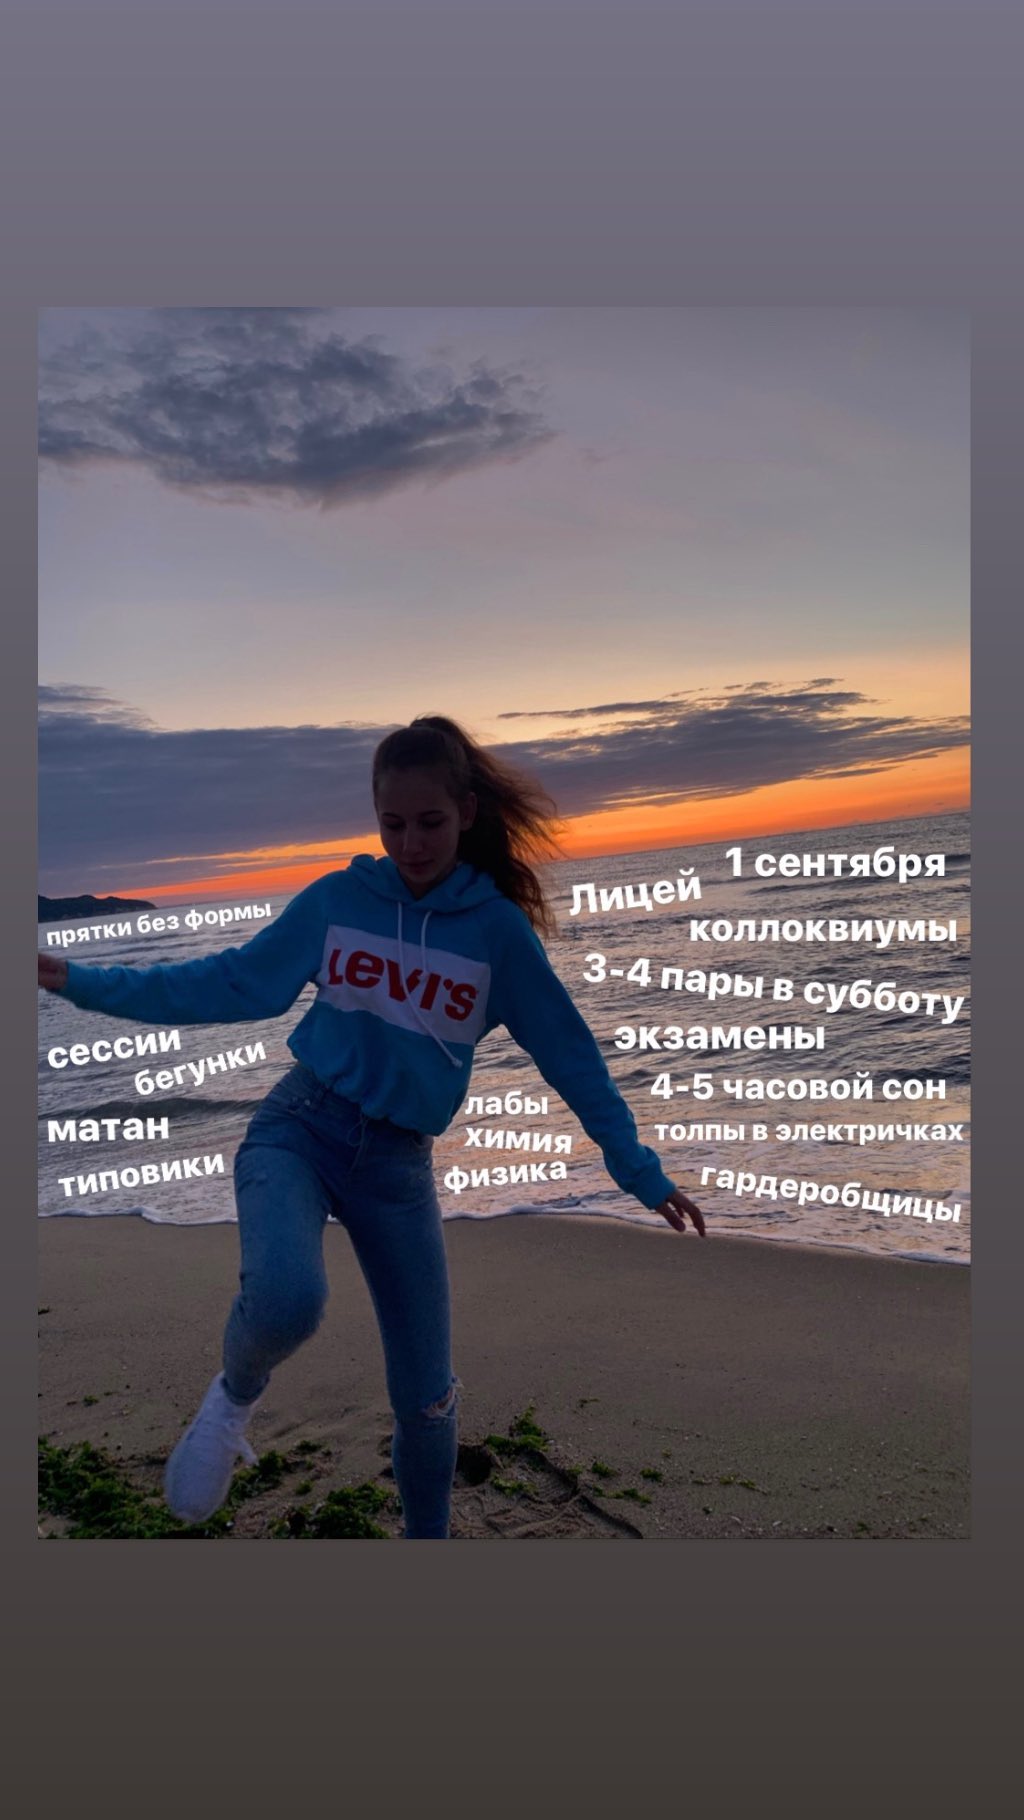 прятки без формы
LEVI'S
сессии
бегунки
матан
типовики
лабы
химия
физика
1 сентября
Лицей
коллоквиумы
3-4 пары в субботу
экзамены
4-5 часовой сон
толпы в электричках
гардеробщицы